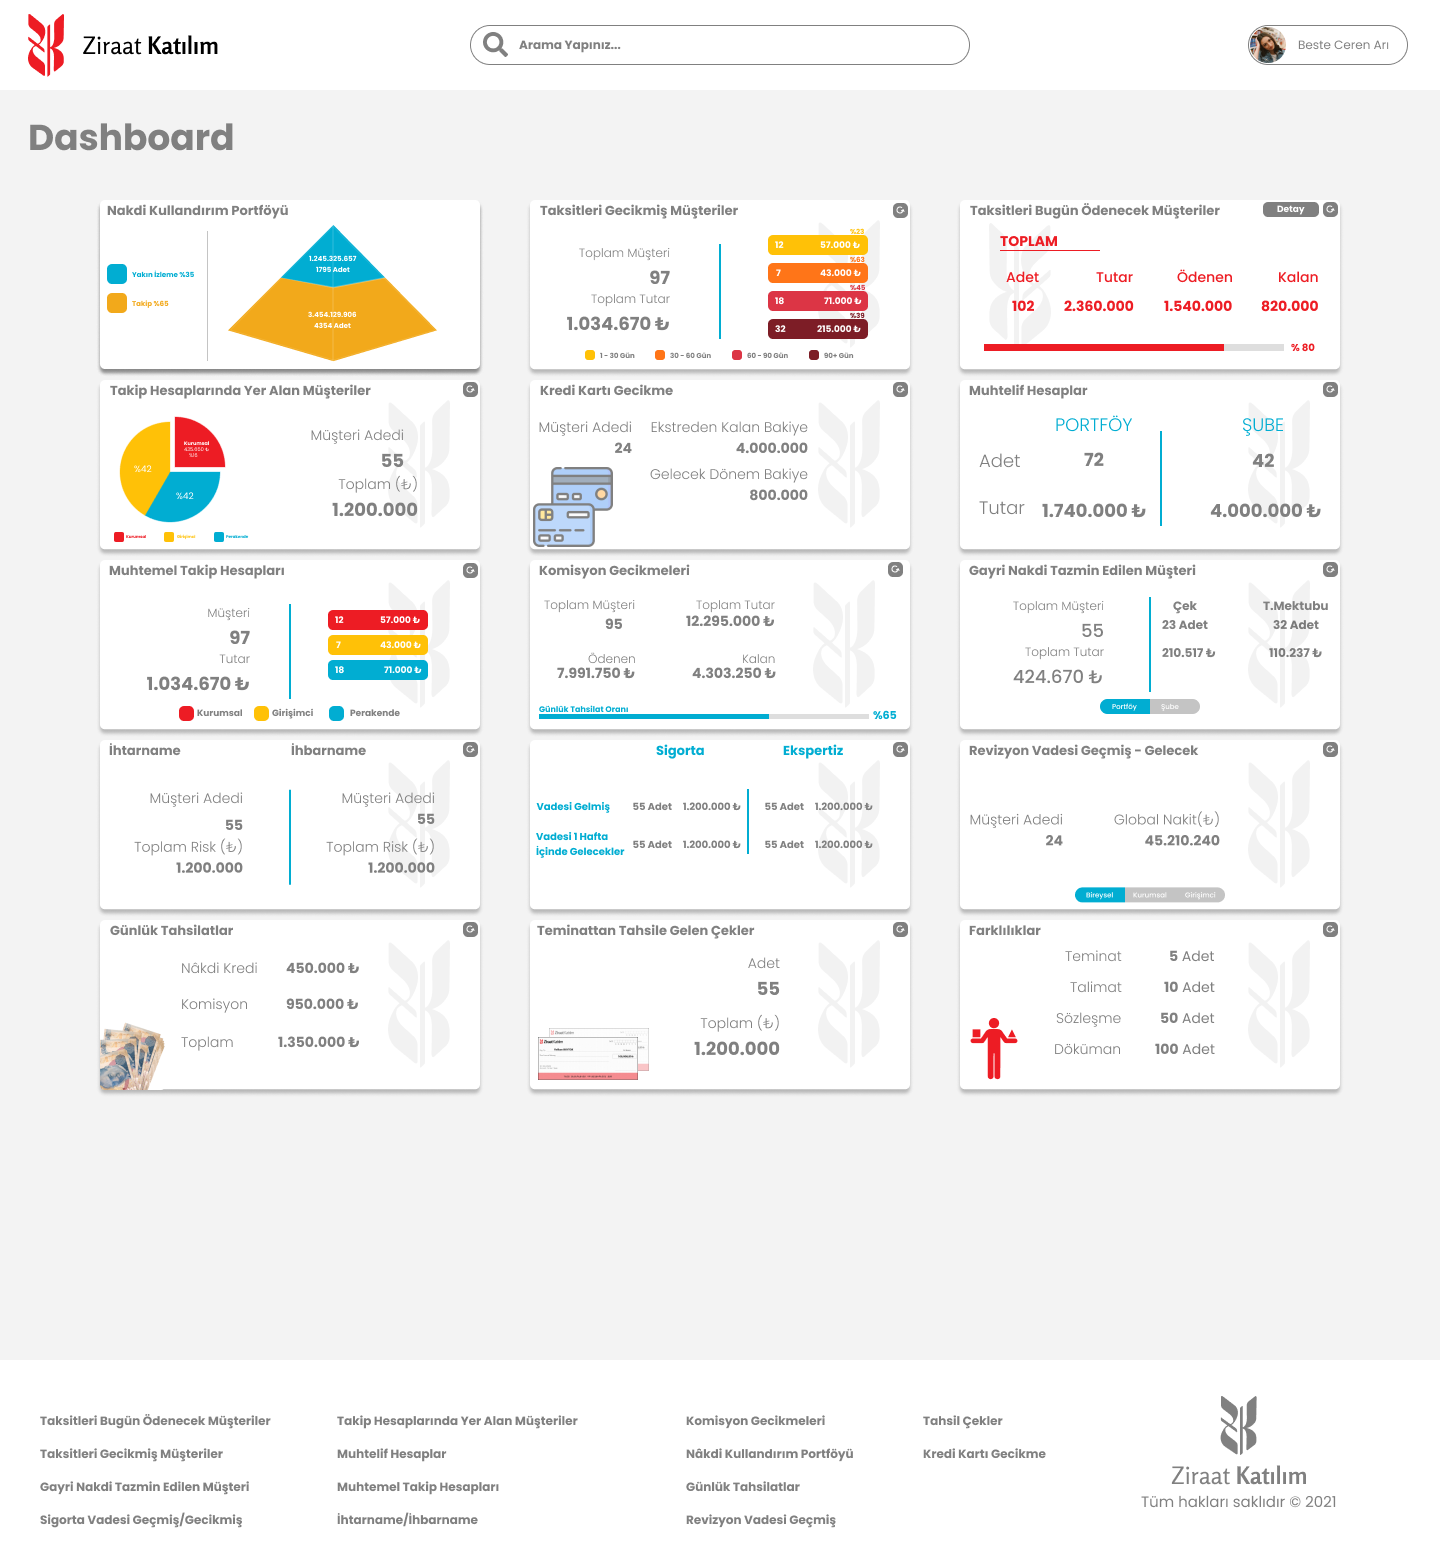 Ziraat Katılım
Arama Yapınız...
Beste Ceren Arı
Dashboard
Nakdi Kullandırım Portföyü
Yakın İzleme %35
Takip %65
1.245.325.657
1795 Adet
3.454.129.906
4354 Adet
Taksitleri Gecikmiş Müşteriler
Toplam Müşteri
97
Toplam Tutar
1.034.670 ₺
%23
12 57.000 ₺
%63
7 43.000 ₺
%45
18 71.000 ₺
%39
32 215.000 ₺
1 - 30 Gün 30 - 60 Gün 60 - 90 Gün 90+ Gün
Taksitleri Bugün Ödenecek Müşteriler
Detay
TOPLAM
Adet Tutar Ödenen Kalan
102 2.360.000 1.540.000 820.000
% 80
Takip Hesaplarında Yer Alan Müşteriler
Kurumsal
435.650 ₺
%16
%42
%42
Kurumsal Girişimci Perakende
Müşteri Adedi
55
Toplam (₺)
1.200.000
Kredi Kartı Gecikme
Müşteri Adedi Ekstreden Kalan Bakiye
24 4.000.000
Gelecek Dönem Bakiye
800.000
Muhtelif Hesaplar
PORTFÖY ŞUBE
Adet 72 42
Tutar 1.740.000 ₺ 4.000.000 ₺
Muhtemel Takip Hesapları
Müşteri
97
Tutar
1.034.670 ₺
12 57.000 ₺
7 43.000 ₺
18 71.000 ₺
Kurumsal Girişimci Perakende
Komisyon Gecikmeleri
Toplam Müşteri Toplam Tutar
95 12.295.000 ₺
Ödenen Kalan
7.991.750 ₺ 4.303.250 ₺
Günlük Tahsilat Oranı
%65
Gayri Nakdi Tazmin Edilen Müşteri
Toplam Müşteri
55
Toplam Tutar
424.670 ₺
Çek T.Mektubu
23 Adet 32 Adet
210.517 ₺ 110.237 ₺
Portföy Şube
İhtarname İhbarname
Müşteri Adedi Müşteri Adedi
55 55
Toplam Risk (₺) Toplam Risk (₺)
1.200.000 1.200.000
Sigorta Ekspertiz
Vadesi Gelmiş 55 Adet 1.200.000 ₺ 55 Adet 1.200.000 ₺
Vadesi 1 Hafta
İçinde Gelecekler 55 Adet 1.200.000 ₺ 55 Adet 1.200.000 ₺
Revizyon Vadesi Geçmiş - Gelecek
Müşteri Adedi Global Nakit(₺)
24 45.210.240
Bireysel Kurumsal Girişimci
Günlük Tahsilatlar
Nâkdi Kredi 450.000 ₺
Komisyon 950.000 ₺
Toplam 1.350.000 ₺
Teminattan Tahsile Gelen Çekler
Adet
55
Toplam (₺)
1.200.000
Ziraat Katılım
Farklılıklar
Teminat 5 Adet
Talimat 10 Adet
Sözleşme 50 Adet
Döküman 100 Adet
Taksitleri Bugün Ödenecek Müşteriler
Taksitleri Gecikmiş Müşteriler
Gayri Nakdi Tazmin Edilen Müşteri
Sigorta Vadesi Geçmiş/Gecikmiş
Takip Hesaplarında Yer Alan Müşteriler
Muhtelif Hesaplar
Muhtemel Takip Hesapları
İhtarname/İhbarname
Komisyon Gecikmeleri
Nâkdi Kullandırım Portföyü
Günlük Tahsilatlar
Revizyon Vadesi Geçmiş
Tahsil Çekler
Kredi Kartı Gecikme
Ziraat Katılım
Tüm hakları saklıdır © 2021